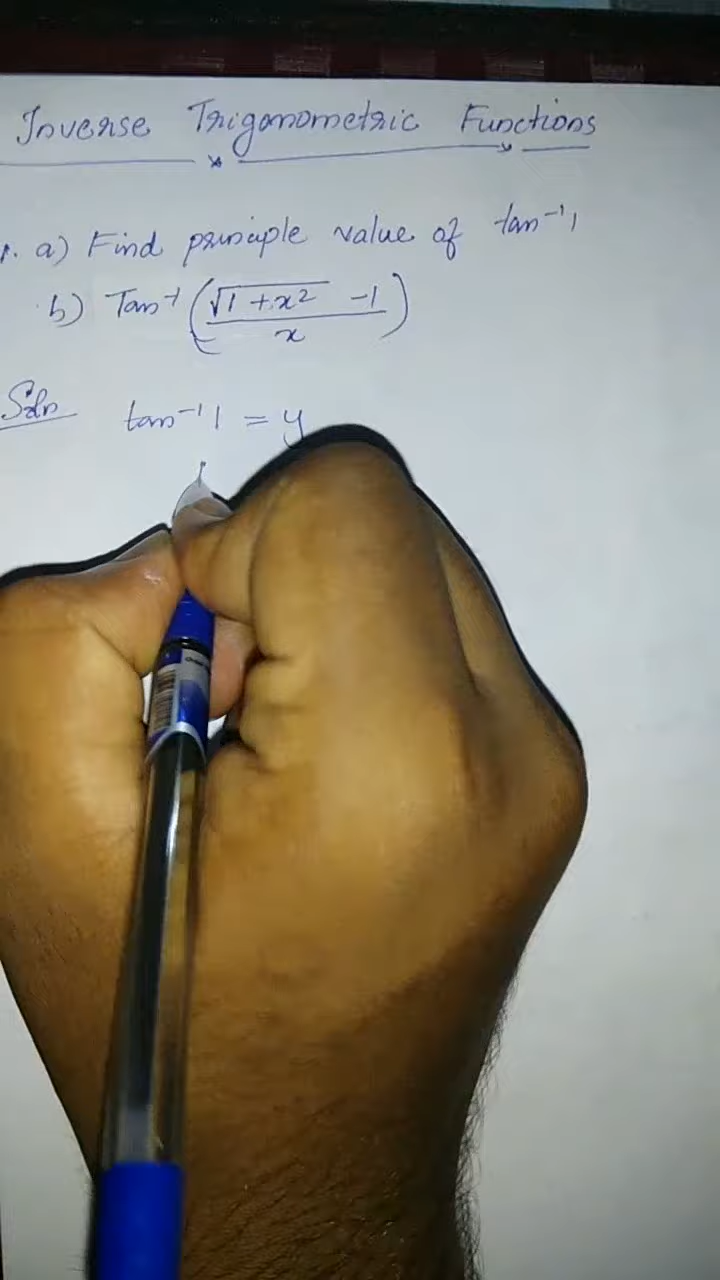 Inverse Trigonometric Functions
1. a) Find principle value of tan⁻¹1
b) Tan⁻¹ (√1 + x² - 1 / x)
Soln tan⁻¹1 = y